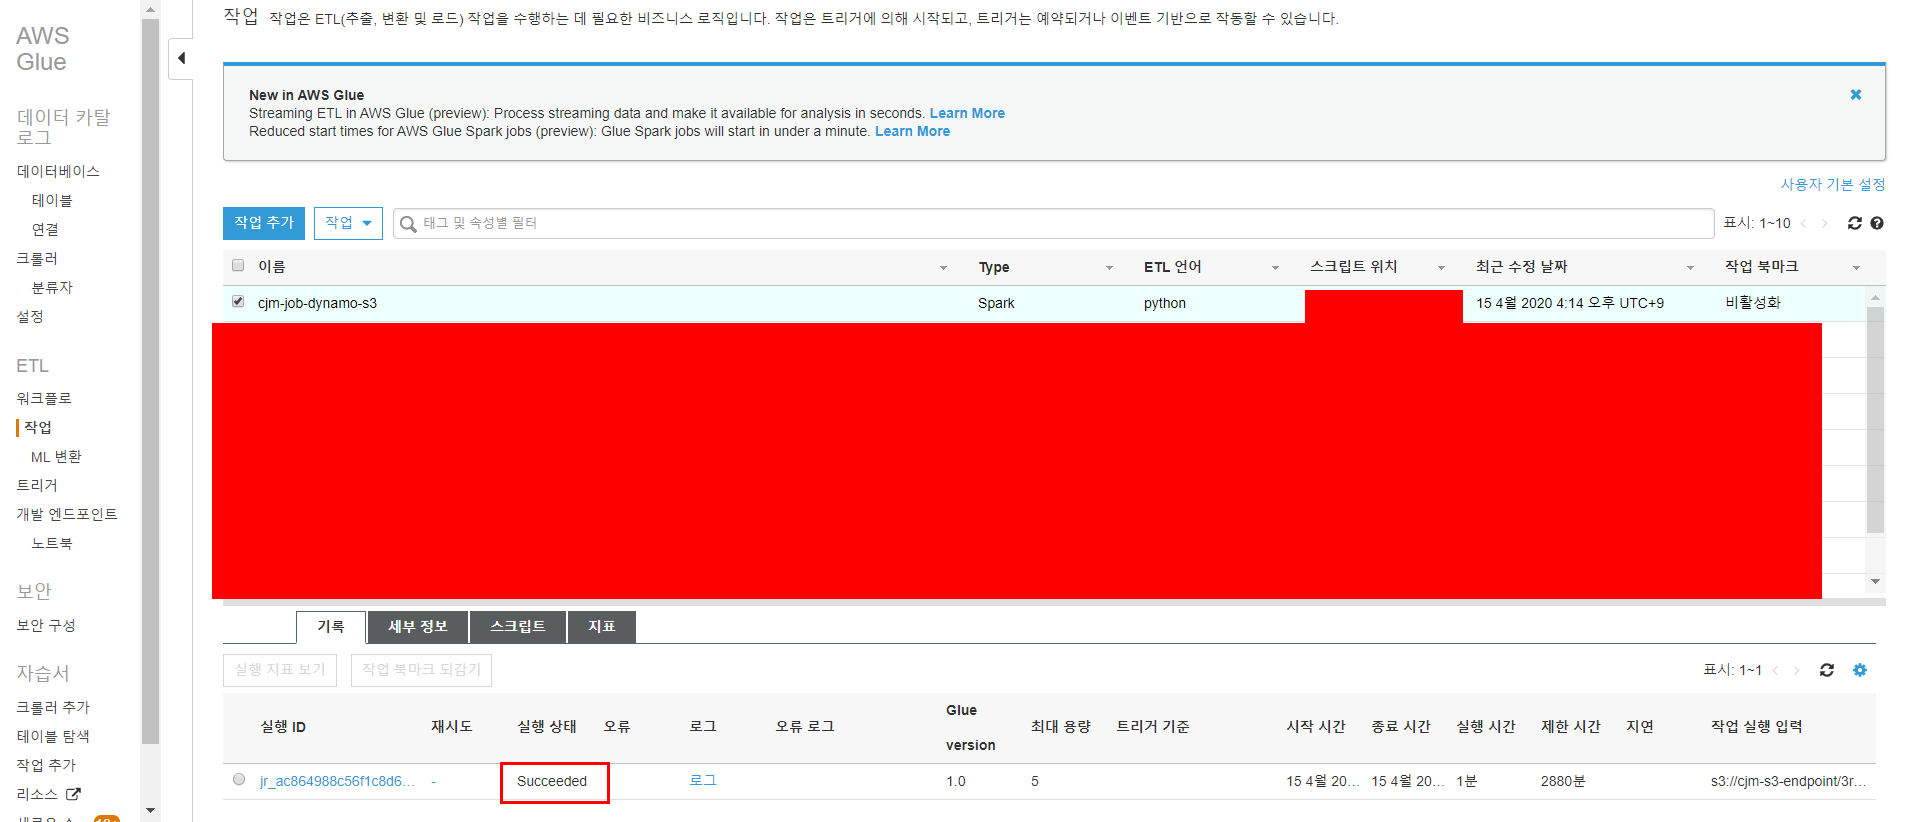 AWS
Glue
데이터 카탈
로그
데이터베이스
테이블
연결
크롤러
분류자
설정
ETL
워크플로
작업
ML 변환
트리거
개발 엔드포인트
노트북
보안
보안 구성
자습서
크롤러 추가
테이블 탐색
작업 추가
리소스
작업 작업은 ETL(추출, 변환 및 로드) 작업을 수행하는 데 필요한 비즈니스 로직입니다. 작업은 트리거에 의해 시작되고, 트리거는 예약되거나 이벤트 기반으로 작동할 수 있습니다.
New in AWS Glue
Streaming ETL in AWS Glue (preview): Process streaming data and make it available for analysis in seconds. Learn More
Reduced start times for AWS Glue Spark jobs (preview): Glue Spark jobs will start in under a minute. Learn More
사용자 기본 설정
작업 추가 작업 태그 및 속성별 필터 표시: 1~10
이름 Type ETL 언어 스크립트 위치 최근 수정 날짜 작업 북마크
cjm-job-dynamo-s3 Spark python 15 4월 2020 4:14 오후 UTC+9 비활성화
기록 세부 정보 스크립트 지표
실행 지표 보기 작업 북마크 되감기 표시: 1~1
실행 ID 재시도 실행 상태 오류 로그 오류 로그 Glue version 최대 용량 트리거 기준 시작 시간 종료 시간 실행 시간 제한 시간 지연 작업 실행 입력
jr_ac864988c56f1c8d6... - Succeeded 로그 1.0 5 15 4월 20... 15 4월 20... 1분 2880분 s3://cjm-s3-endpoint/3r...